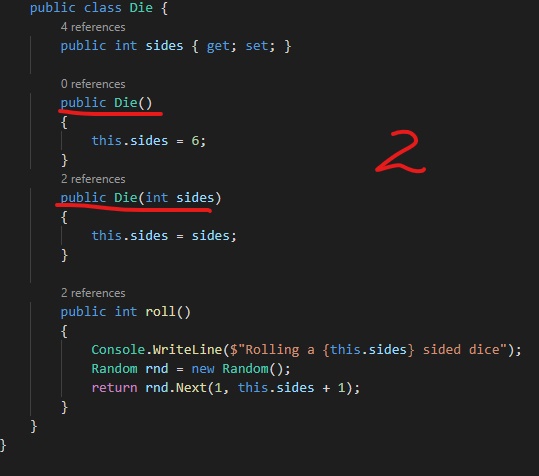 public class Die {
4 references
public int sides { get; set; }
0 references
public Die()
{
this.sides = 6;
}
2 references
public Die(int sides)
{
this.sides = sides;
}
2 references
public int roll()
{
Console.WriteLine($"Rolling a {this.sides} sided dice");
Random rnd = new Random();
return rnd.Next(1, this.sides + 1);
}
}
}
2